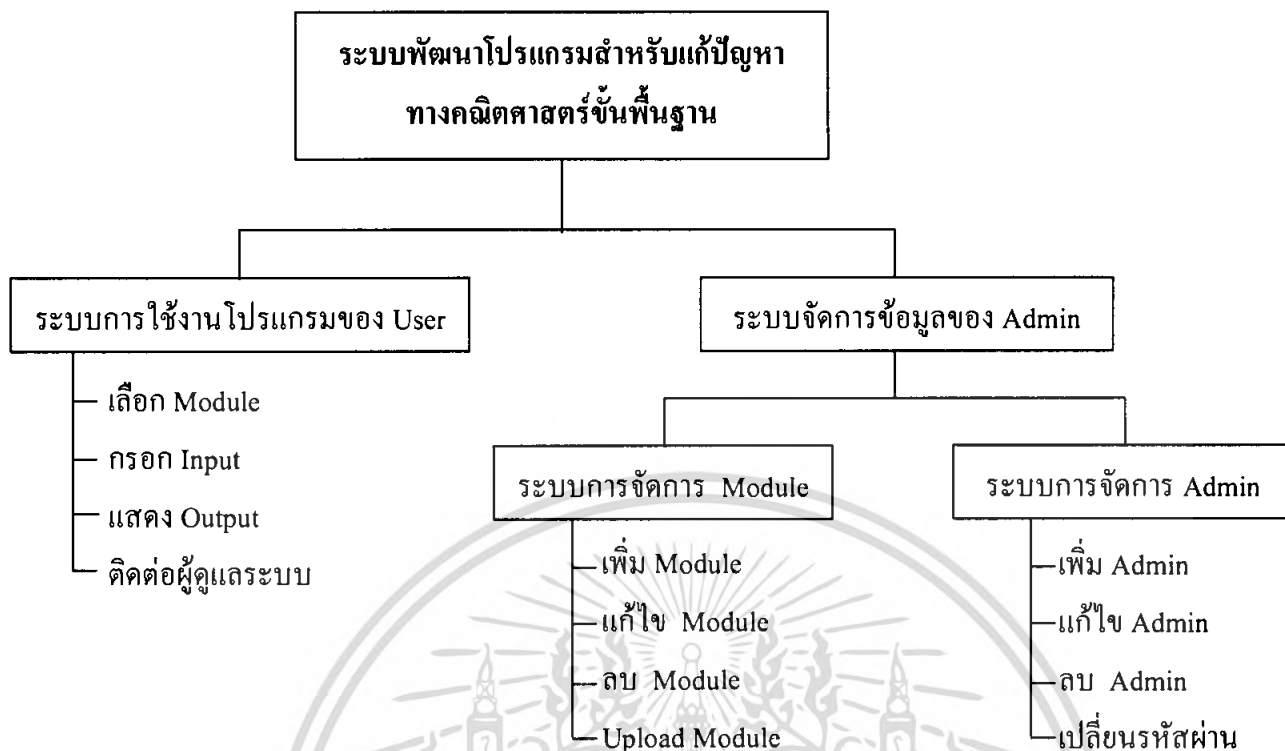 ระบบพัฒนาโปรแกรมสำหรับแก้ปัญหา
ทางคณิตศาสตร์ขั้นพื้นฐาน
ระบบการใช้งานโปรแกรมของ User
ระบบจัดการข้อมูลของ Admin
เลือก Module
กรอก Input
แสดง Output
ติดต่อผู้ดูแลระบบ
ระบบการจัดการ Module
ระบบการจัดการ Admin
เพิ่ม Module
แก้ไข Module
ลบ Module
Upload Module
เพิ่ม Admin
แก้ไข Admin
ลบ Admin
เปลี่ยนรหัสผ่าน